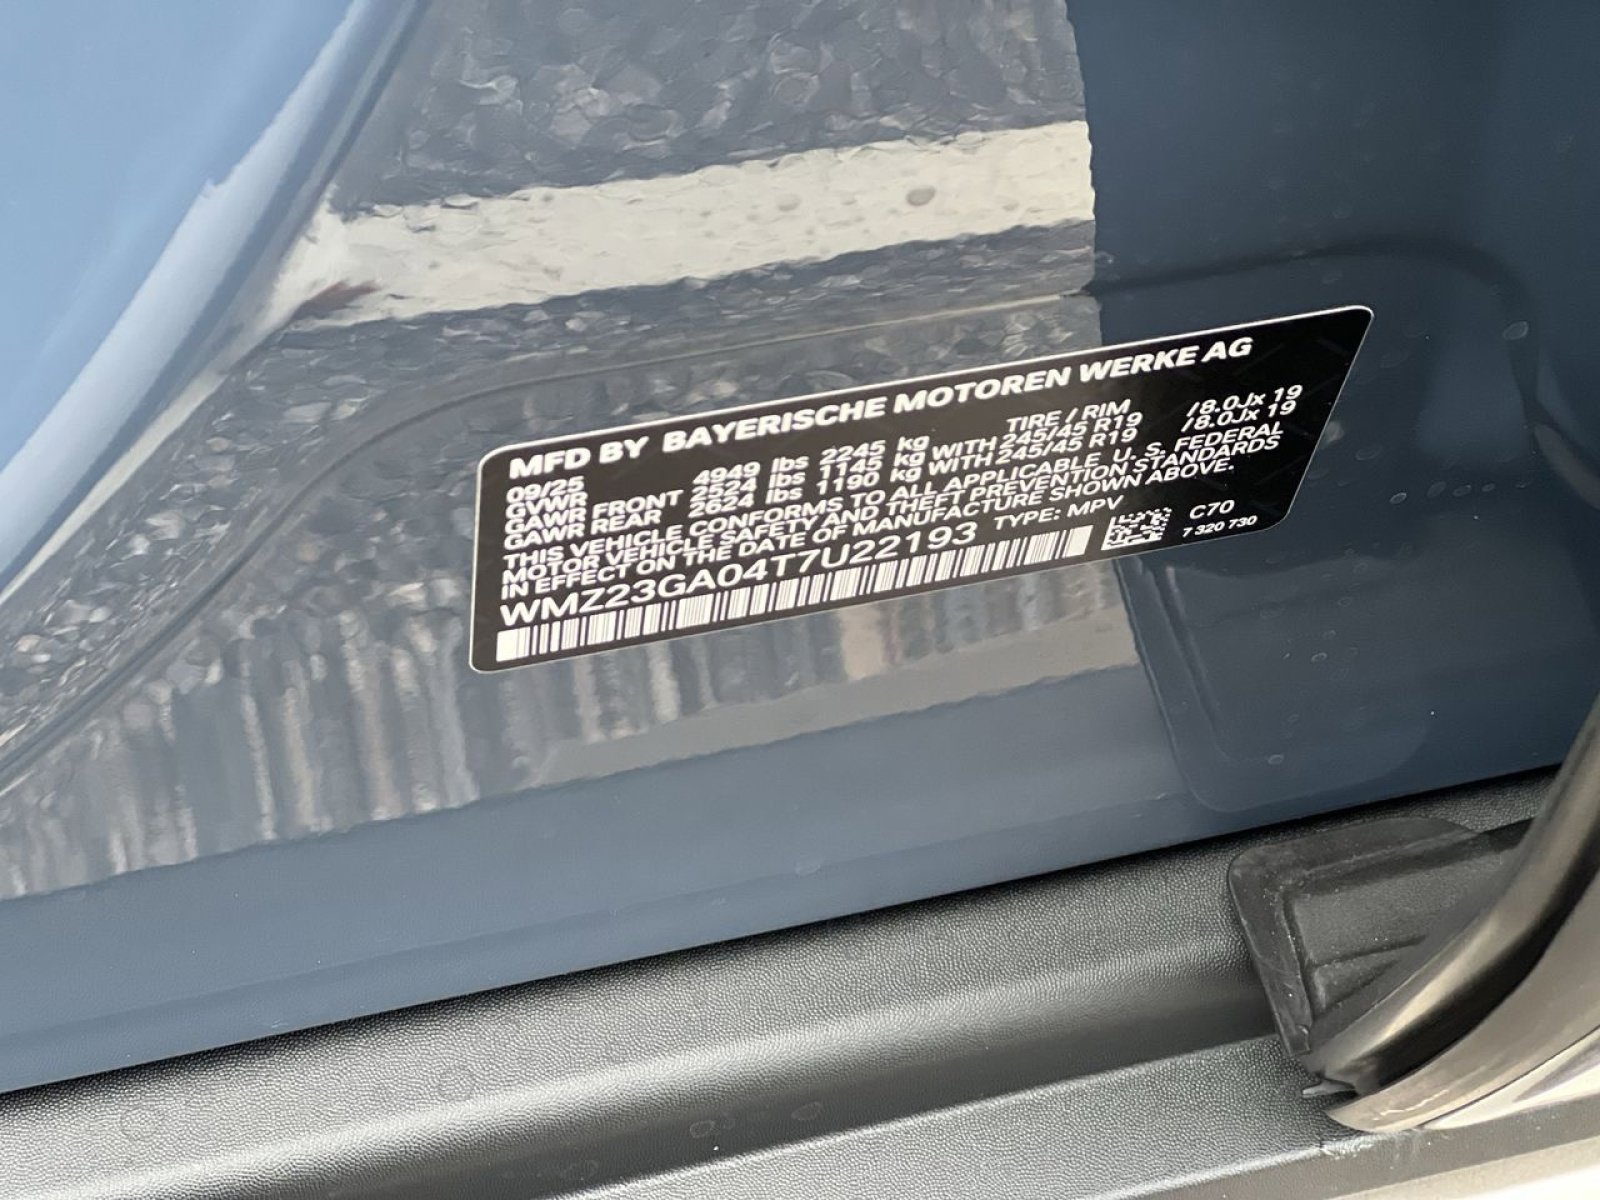 MFD BY BAYERISCHE MOTOREN WERKE AG
09/25 TIRE / RIM
GVWR 4949 lbs 2245 kg WITH 245/45 R19 /8.0Jx 19
GAWR FRONT 2524 lbs 1145 kg WITH 245/45 R19 /8.0Jx 19
GAWR REAR 2624 lbs 1190 kg
THIS VEHICLE CONFORMS TO ALL APPLICABLE U. S. FEDERAL
MOTOR VEHICLE SAFETY AND THEFT PREVENTION STANDARDS
IN EFFECT ON THE DATE OF MANUFACTURE SHOWN ABOVE.
WMZ23GA04T7U22193 TYPE: MPV
C70
7 320 730